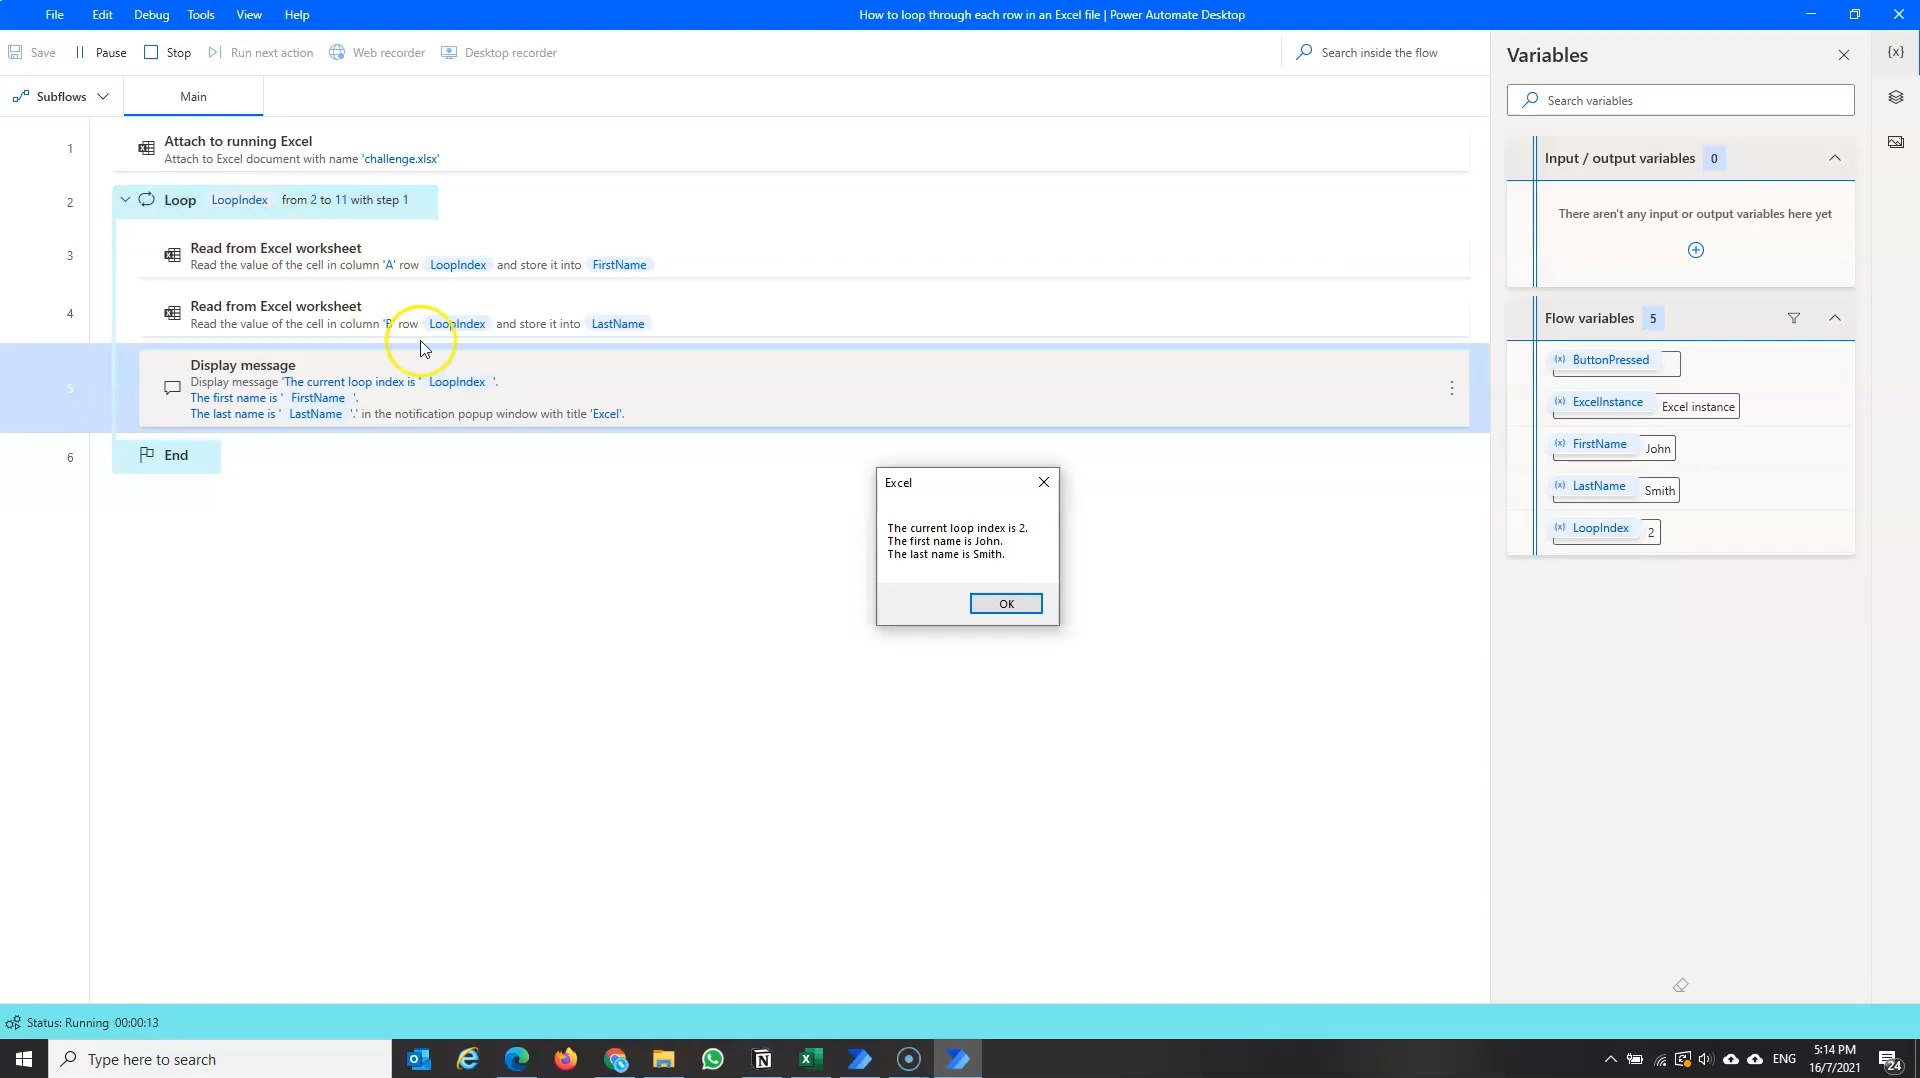 File Edit Debug Tools View Help
How to loop through each row in an Excel file | Power Automate Desktop
Save Pause Stop Run next action Web recorder Desktop recorder
Search inside the flow
Subflows Main
1 Attach to running Excel
Attach to Excel document with name 'challenge.xlsx'
2 Loop LoopIndex from 2 to 11 with step 1
3 Read from Excel worksheet
Read the value of the cell in column 'A' row LoopIndex and store it into FirstName
4 Read from Excel worksheet
Read the value of the cell in column 'B' row LoopIndex and store it into LastName
5 Display message
Display message 'The current loop index is ' LoopIndex '.
The first name is ' FirstName '.
The last name is ' LastName '.' in the notification popup window with title 'Excel'.
6 End
Excel
The current loop index is 2.
The first name is John.
The last name is Smith.
OK
Variables
{x}
Search variables
Input / output variables 0
There aren't any input or output variables here yet
Flow variables 5
(x) ButtonPressed
(x) ExcelInstance Excel instance
(x) FirstName John
(x) LastName Smith
(x) LoopIndex 2
Status: Running 00:00:13
Type here to search
ENG
5:14 PM
16/7/2021
24